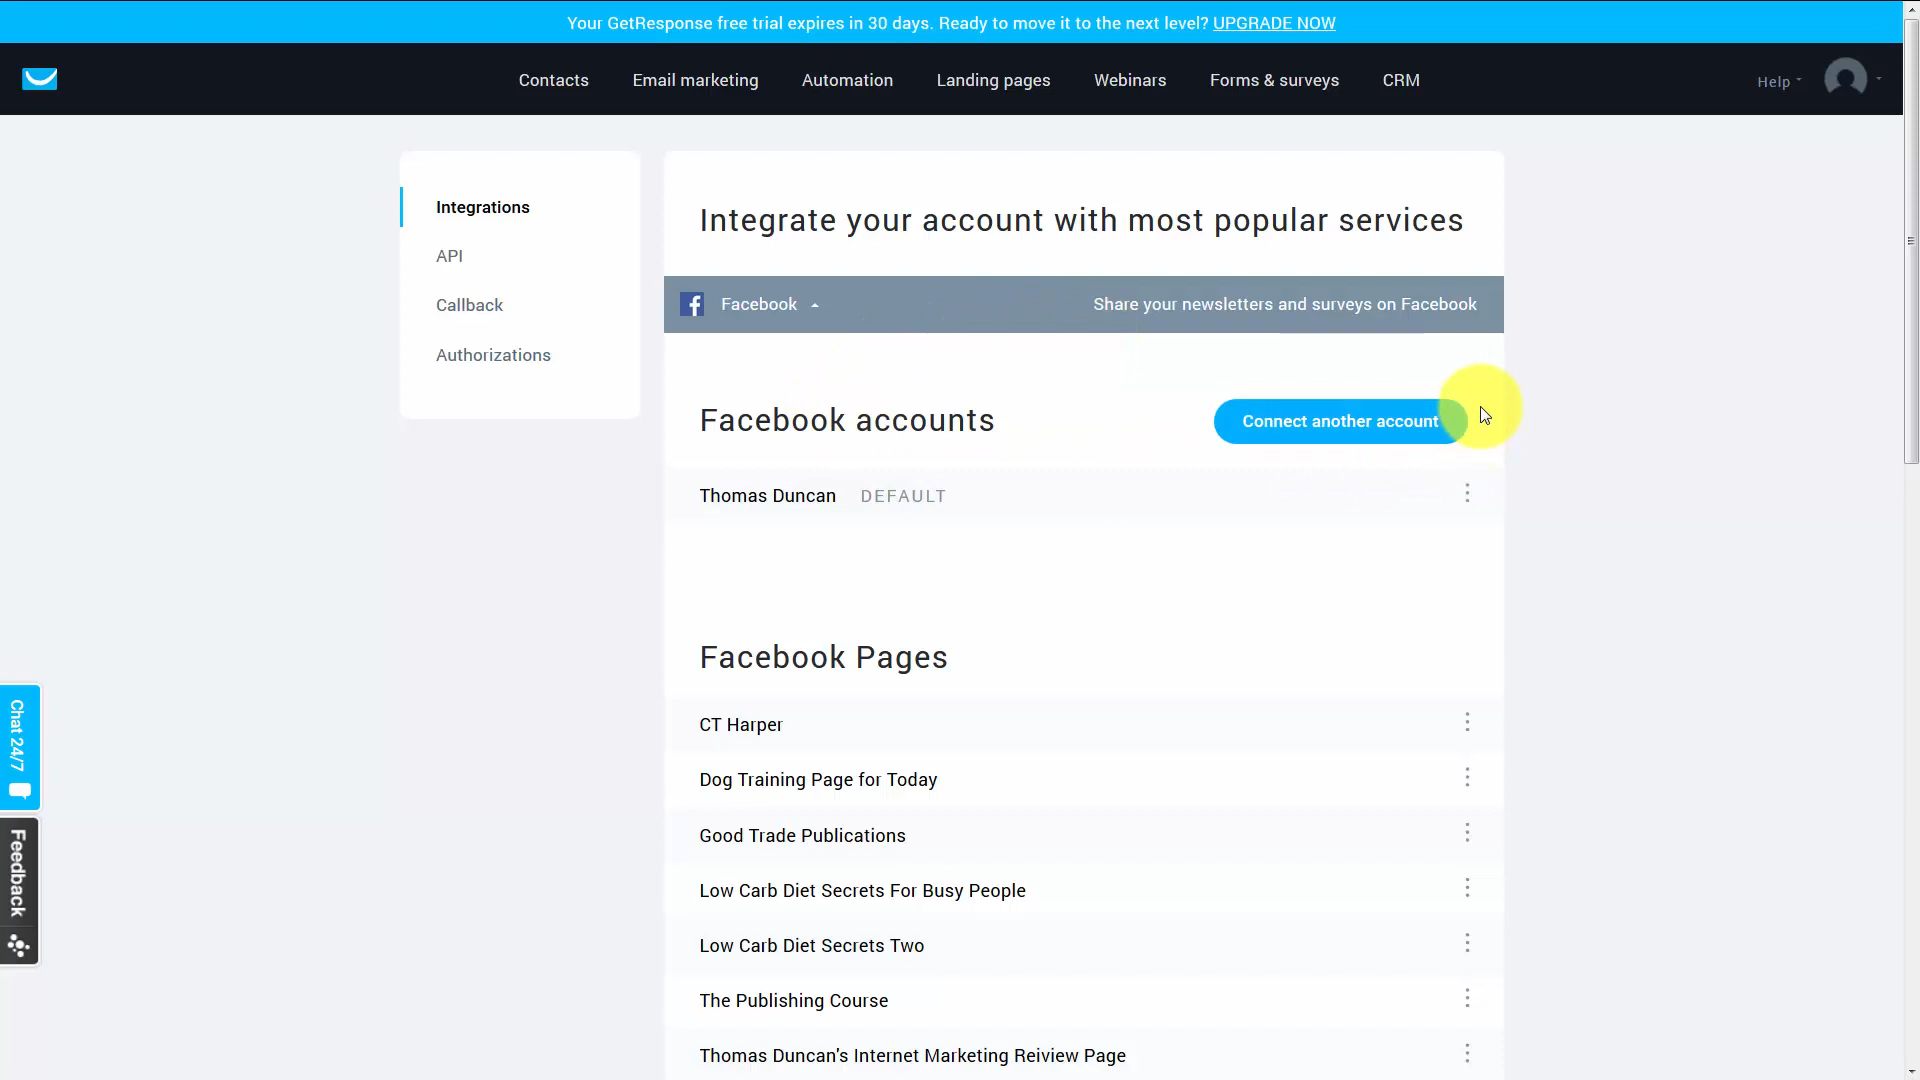 Your GetResponse free trial expires in 30 days. Ready to move it to the next level? UPGRADE NOW
Contacts
Email marketing
Automation
Landing pages
Webinars
Forms & surveys
CRM
Help
Integrations
API
Callback
Authorizations
Integrate your account with most popular services
Facebook
Share your newsletters and surveys on Facebook
Facebook accounts
Connect another account
Thomas Duncan DEFAULT
Facebook Pages
CT Harper
Dog Training Page for Today
Good Trade Publications
Low Carb Diet Secrets For Busy People
Low Carb Diet Secrets Two
The Publishing Course
Thomas Duncan's Internet Marketing Reiview Page
Chat 24/7
Feedback